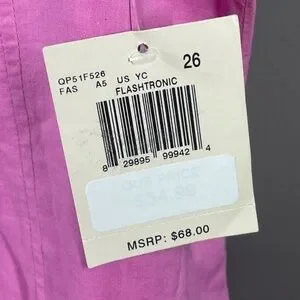 26
QP51F526
FAS A5 US YC
FLASHTRONIC
8 29895 99942 4
MSRP: $68.00